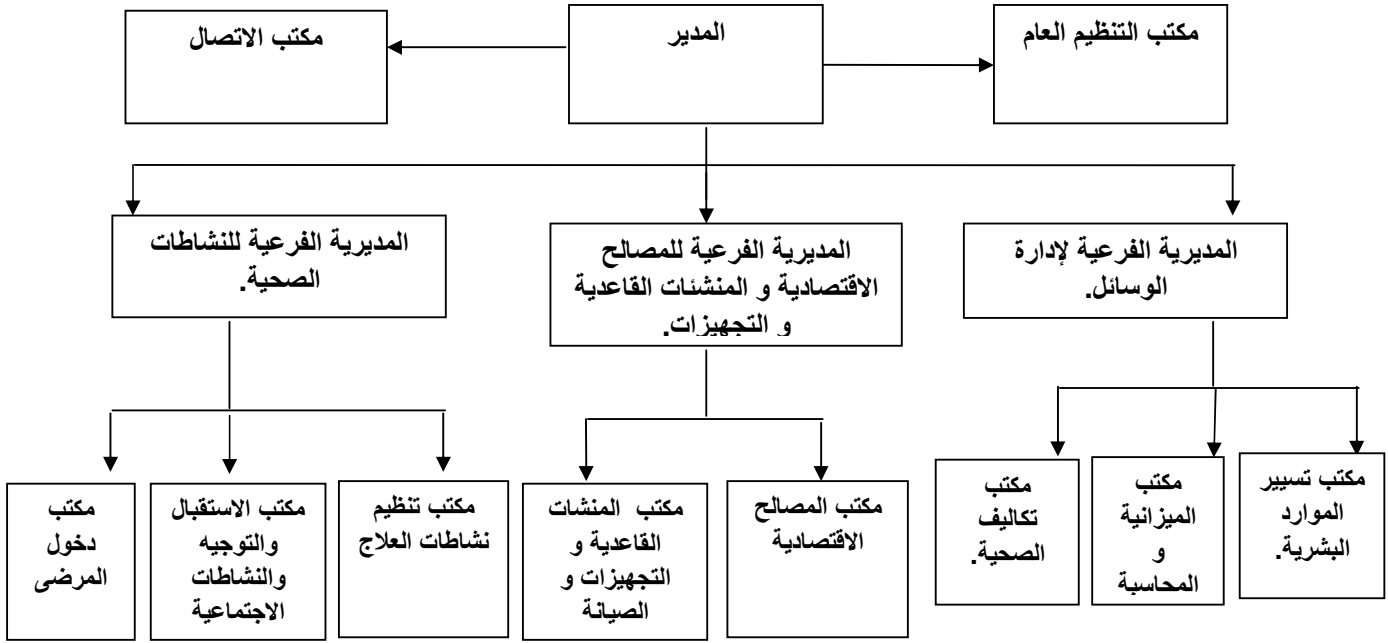 مكتب التنظيم العام
المدير
مكتب الاتصال
المديرية الفرعية لإدارة
الوسائل.
المديرية الفرعية للمصالح
الاقتصادية و المنشئات القاعدية
و التجهيزات.
المديرية الفرعية للنشاطات
الصحية.
مكتب تسيير
الموارد
البشرية.
مكتب
الميزانية
و
المحاسبة
مكتب
تكاليف
الصحية.
مكتب المصالح
الاقتصادية
مكتب المنشات
القاعدية و
التجهيزات و
الصيانة
مكتب تنظيم
نشاطات العلاج
مكتب الاستقبال
والتوجيه
والنشاطات
الاجتماعية
مكتب
دخول
المرضى